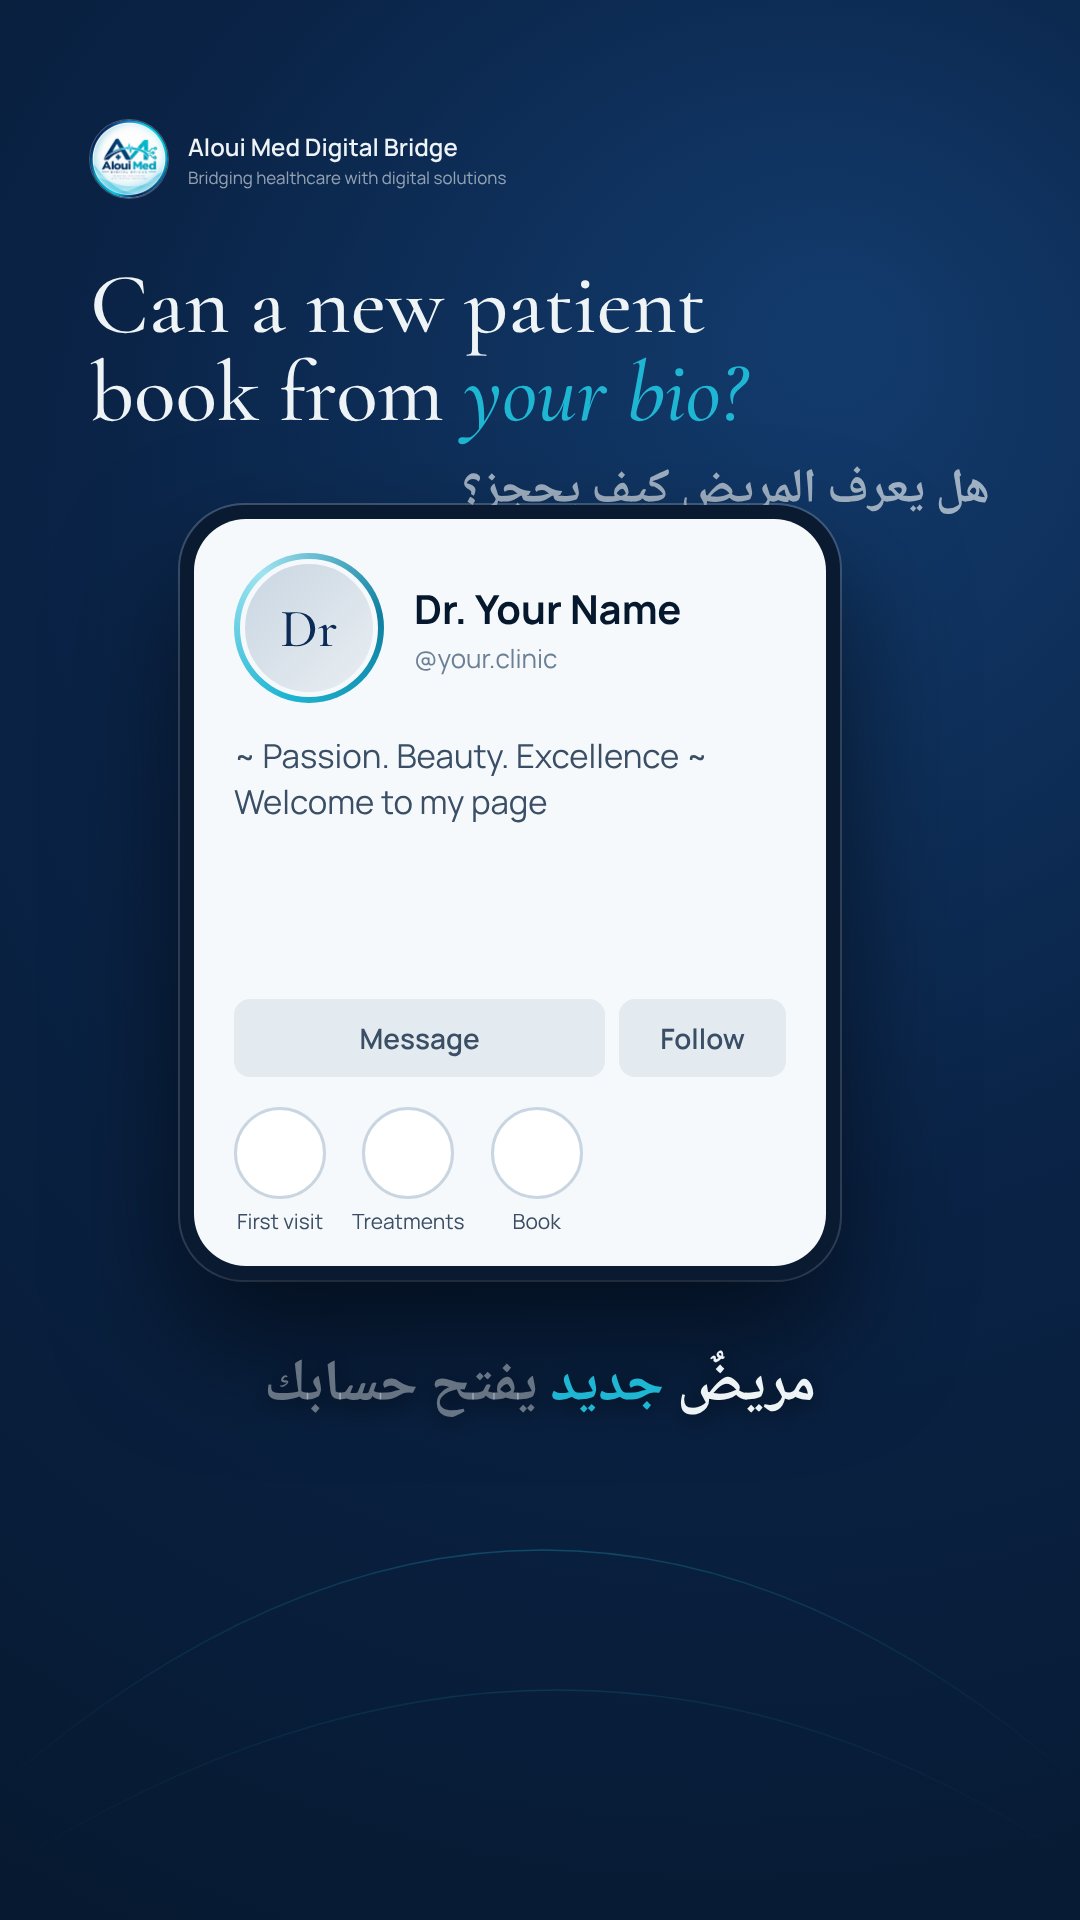 Aloui Med
Aloui Med Digital Bridge
Bridging healthcare with digital solutions
Can a new patient
book from your bio?
هل يعرف المريض كيف يحجز؟
Dr
Dr. Your Name
@your.clinic
~ Passion. Beauty. Excellence ~
Welcome to my page
Message
Follow
First visit
Treatments
Book
مريضٌ جديد يفتح حسابك